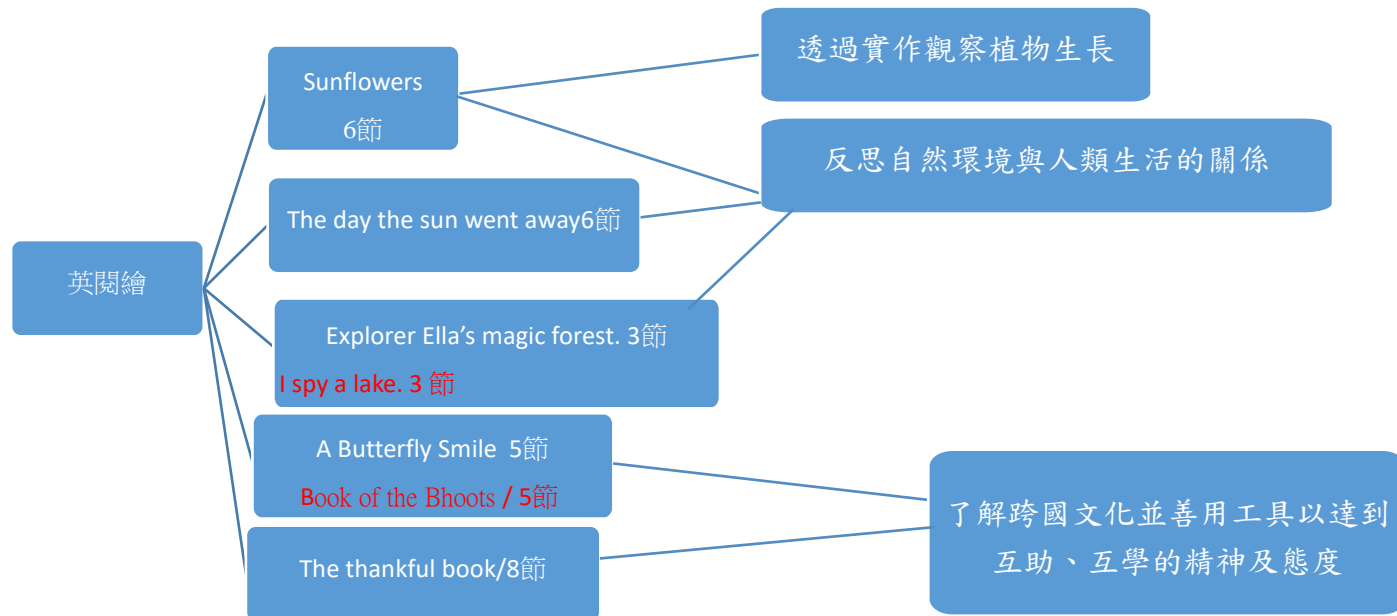 英閱繪
Sunflowers
6節
The day the sun went away6節
Explorer Ella’s magic forest. 3節
I spy a lake. 3 節
A Butterfly Smile 5節
Book of the Bhoots / 5節
The thankful book/8節
透過實作觀察植物生長
反思自然環境與人類生活的關係
了解跨國文化並善用工具以達到
互助、互學的精神及態度